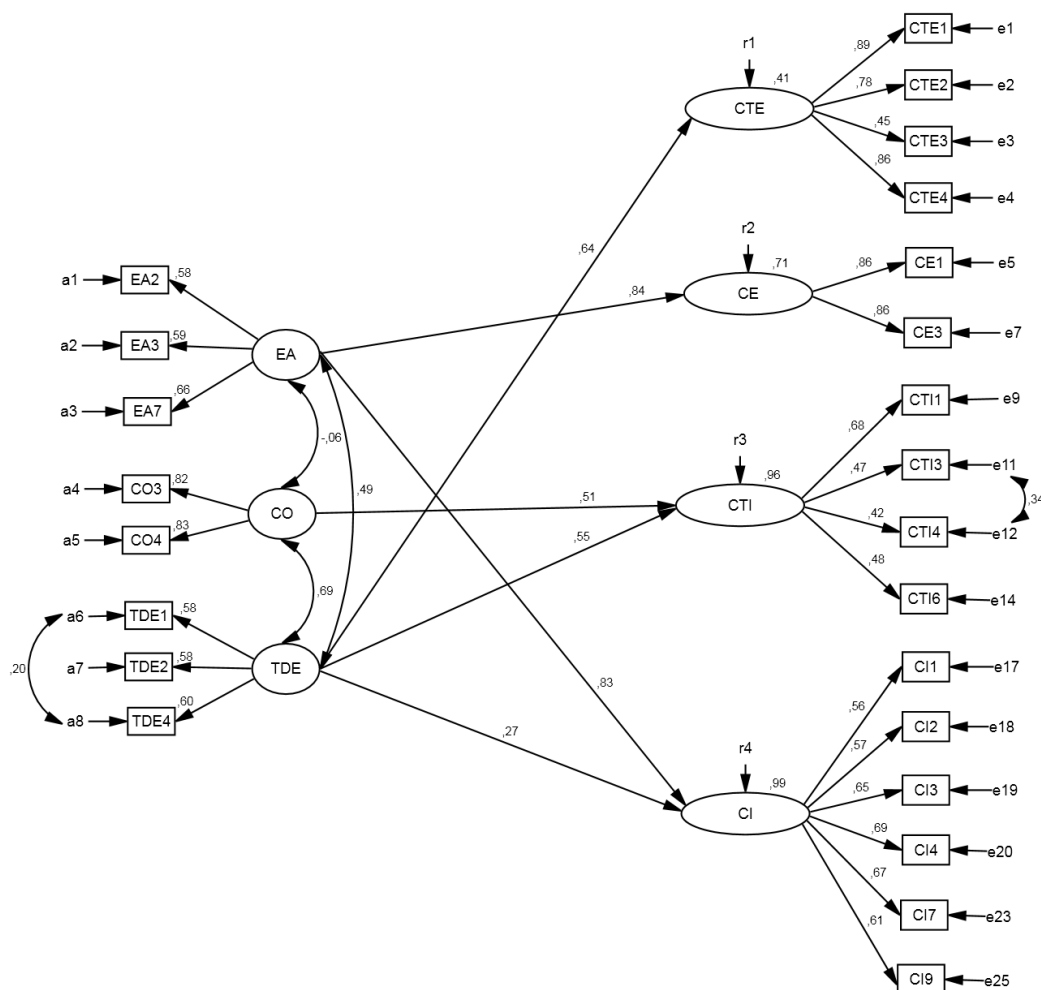 CTE1
e1
r1
,89
,41
,78
CTE2
e2
CTE
,45
CTE3
e3
,86
CTE4
e4
r2
,64
,71
,86
CE1
e5
a1
EA2
,58
,84
CE
,86
CE3
e7
a2
EA3
,59
EA
a3
EA7
,66
CTI1
e9
-,06
,68
r3
CTI3
e11
,47
a4
CO3
,82
,49
,96
,34
CO
,51
CTI
,42
CTI4
e12
a5
CO4
,83
,55
,48
,69
CTI6
e14
a6
TDE1
,58
,20
a7
TDE2
,58
TDE
CI1
e17
,83
,56
a8
TDE4
,60
CI2
e18
,27
,57
r4
,99
,65
CI3
e19
CI
,69
CI4
e20
,67
CI7
e23
,61
CI9
e25